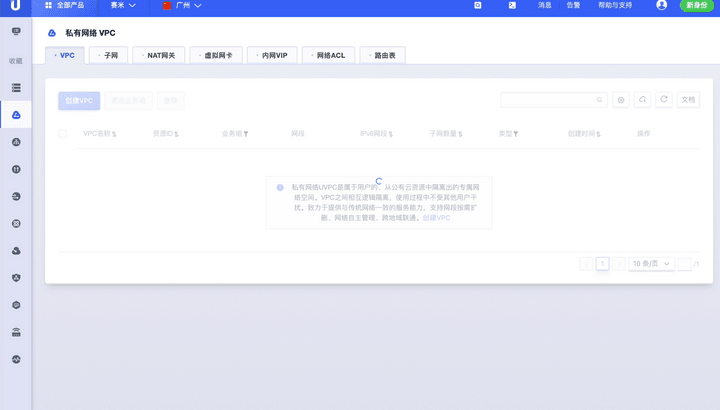 全部产品 赛米 广州 消息 告警 帮助与支持 新身份
收藏
私有网络 VPC
VPC 子网 NAT网关 虚拟网卡 内网VIP 网络ACL 路由表
创建VPC 更改业务组 删除 文档
VPC名称 资源ID 业务组 网段 IPv6网段 子网数量 类型 创建时间 操作
私有网络UVPC是属于用户的、从公有云资源中隔离出的专属网
络空间。VPC之间相互逻辑隔离，使用过程中不受其他用户干
扰。致力于提供与传统网络一致的服务能力，支持网段按需扩
删、网络自主管理、跨地域联通。创建VPC
1 10 条/页 /1